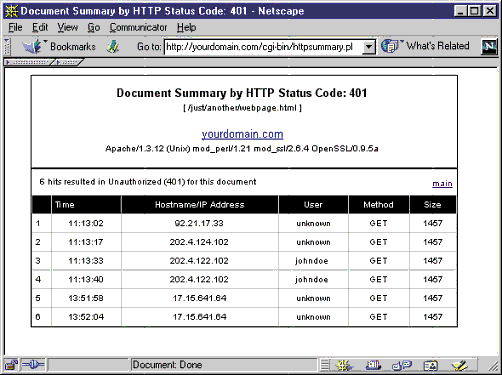 Document Summary by HTTP Status Code: 401 - Netscape
File Edit View Go Communicator Help
Bookmarks Go to: http://yourdomain.com/cgi-bin/httpsummary.pl What's Related
Document Summary by HTTP Status Code: 401
[ /just/another/webpage.html ]
yourdomain.com
Apache/1.3.12 (Unix) mod_perl/1.21 mod_ssl/2.6.4 OpenSSL/0.9.5a
6 hits resulted in Unauthorized (401) for this document main
Time Hostname/IP Address User Method Size
1 11:13:02 92.21.17.33 unknown GET 1457
2 11:13:17 202.4.124.102 unknown GET 1457
3 11:13:33 202.4.122.102 johndoe GET 1457
4 11:13:40 202.4.122.102 johndoe GET 1457
5 13:51:58 17.15.641.64 unknown GET 1457
6 13:52:04 17.15.641.64 unknown GET 1457
Document: Done